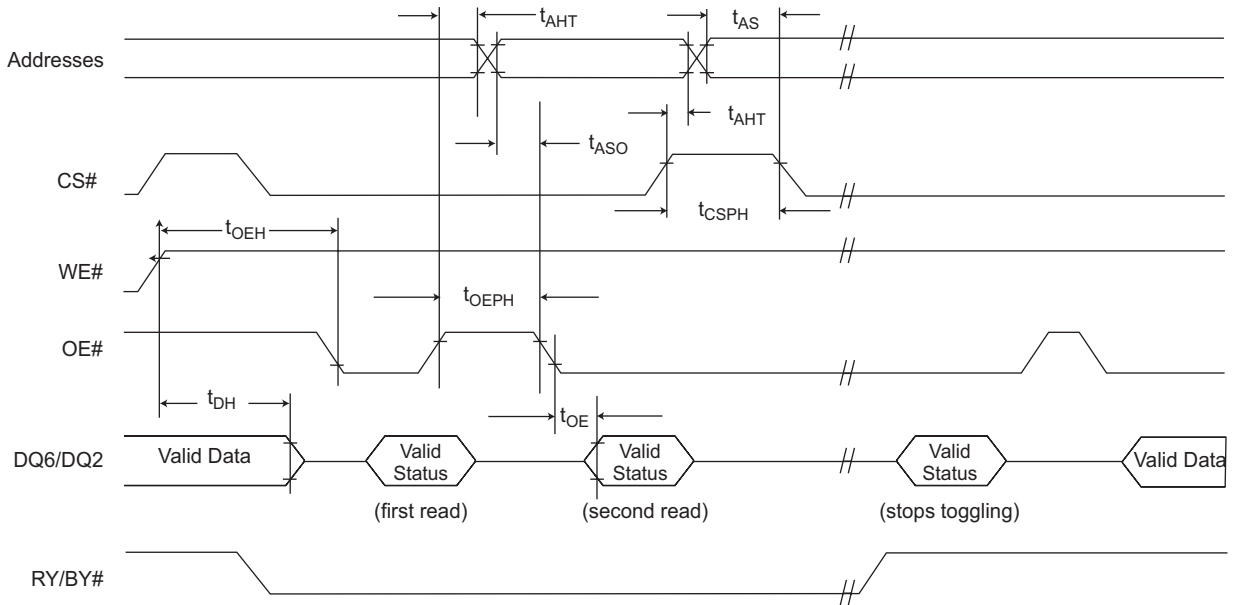 tAHT
tAS
Addresses
tAHT
tASO
CS#
tCSPH
tOEH
WE#
tOEPH
OE#
tDH
tOE
DQ6/DQ2
Valid Data
Valid
Status
Valid
Status
Valid
Status
Valid Data
(first read)
(second read)
(stops toggling)
RY/BY#